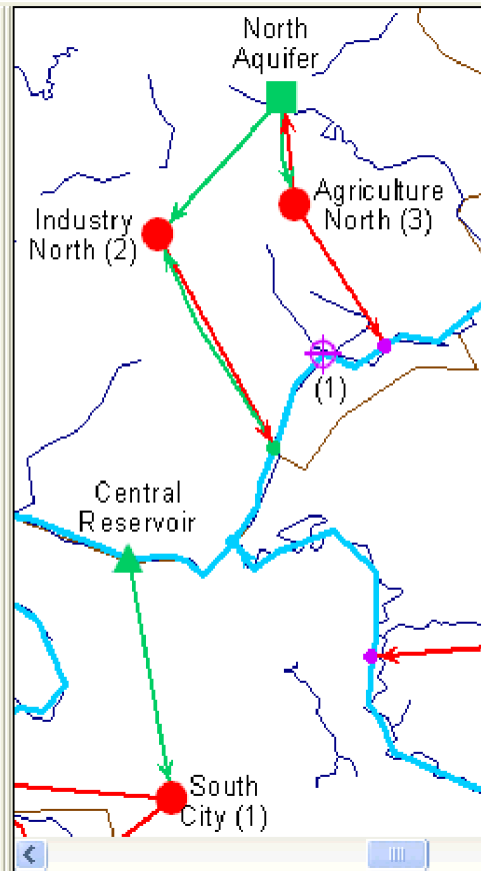 North
Aquifer
Agriculture
North (3)
Industry
North (2)
(1)
Central
Reservoir
South
City (1)